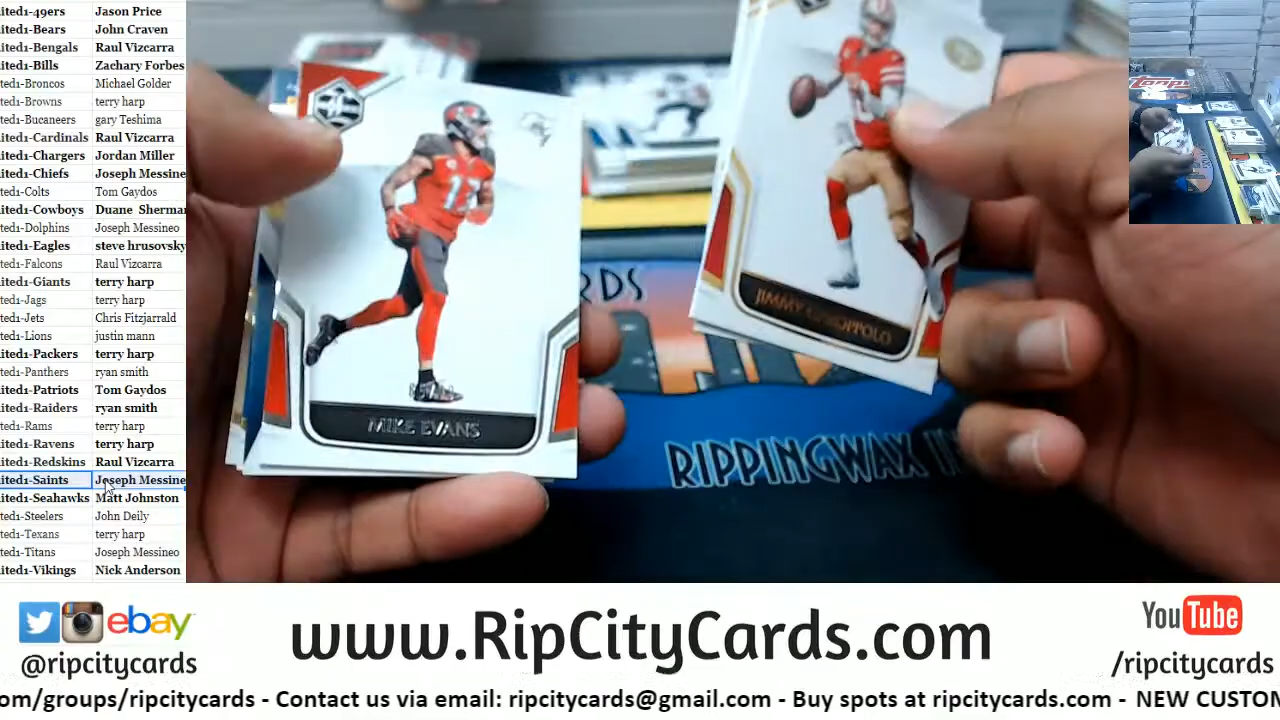 ited1-49ers Jason Price
ited1-Bears John Craven
ited1-Bengals Raul Vizcarra
ited1-Bills Zachary Forbes
ted1-Broncos Michael Golder
ted1-Browns terry harp
ted1-Bucaneers gary Teshima
ited1-Cardinals Raul Vizcarra
ited1-Chargers Jordan Miller
ited1-Chiefs Joseph Messine
ted1-Colts Tom Gaydos
ited1-Cowboys Duane Sherma
ted1-Dolphins Joseph Messineo
ited1-Eagles steve hrusovsky
ted1-Falcons Raul Vizcarra
ited1-Giants terry harp
ted1-Jags terry harp
ted1-Jets Chris Fitzjarrald
ted1-Lions justin mann
ited1-Packers terry harp
ted1-Panthers ryan smith
ited1-Patriots Tom Gaydos
ited1-Raiders ryan smith
ted1-Rams terry harp
ited1-Ravens terry harp
ited1-Redskins Raul Vizcarra
ited1-Saints Joseph Messine
ited1-Seahawks Matt Johnston
ted1-Steelers John Deily
ted1-Texans terry harp
ted1-Titans Joseph Messineo
ited1-Vikings Nick Anderson
Topps
MIKE EVANS
JIMMY
RDS
RIPPINGWAX
ebay
@ripcitycards
www.RipCityCards.com
YouTube
/ripcitycards
om/groups/ripcitycards - Contact us via email: ripcitycards@gmail.com - Buy spots at ripcitycards.com - NEW CUSTOM